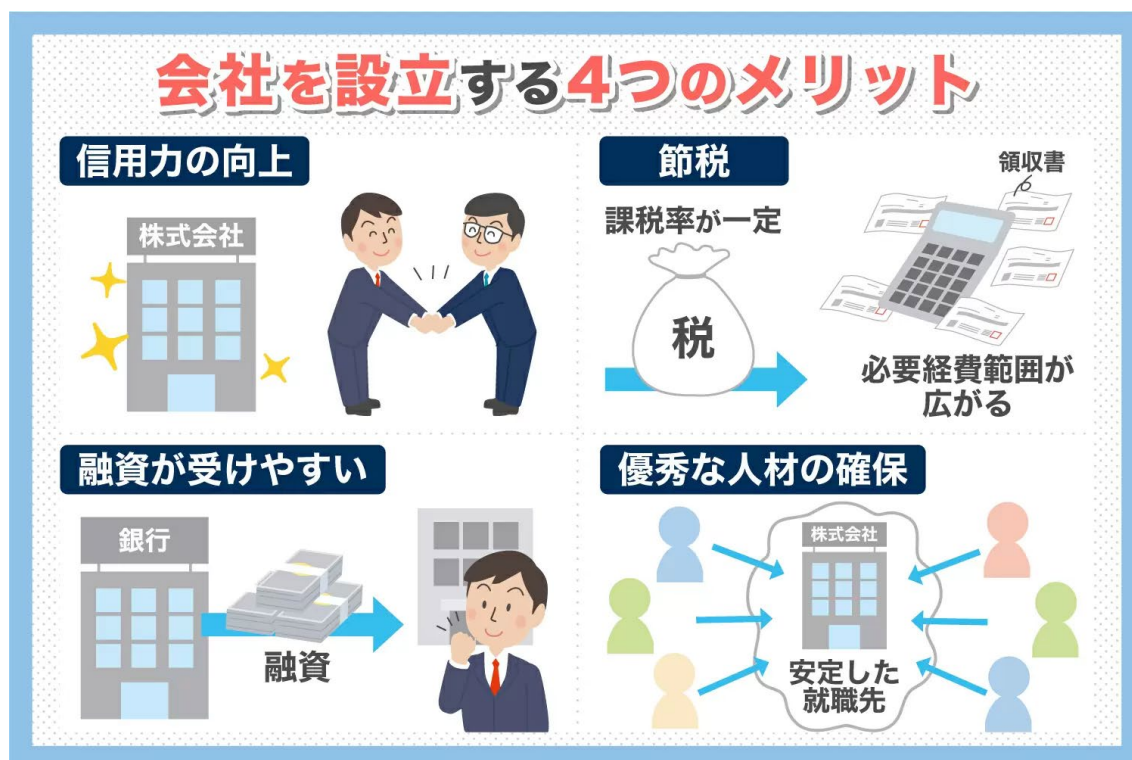 会社を設立する4つのメリット
信用力の向上
株式会社
節税
課税率が一定
税
領収書
必要経費範囲が
広がる
融資が受けやすい
銀行
融資
優秀な人材の確保
株式会社
安定した
就職先